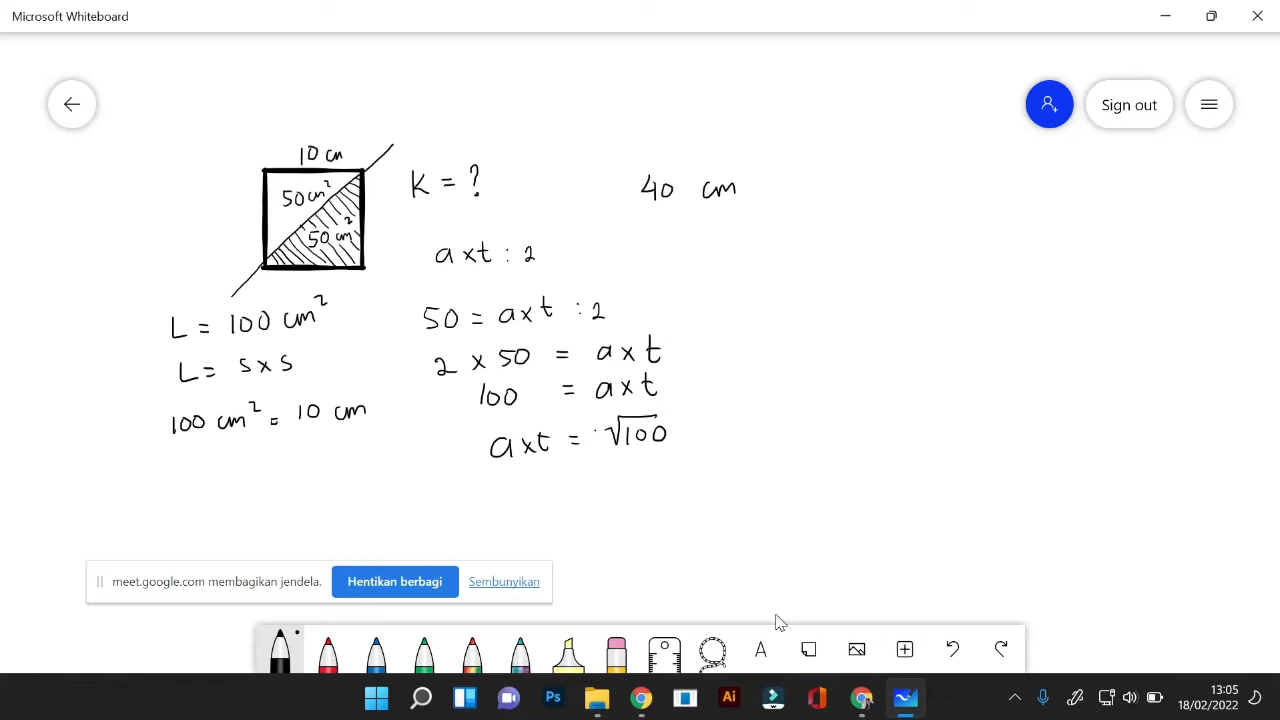 Microsoft Whiteboard
Sign out
10 cm
50 cm²
50 cm²
K = ?
40 cm
a x t : 2
L = 100 cm²
L = s x s
100 cm² = 10 cm
50 = a x t : 2
2 x 50 = a x t
100 = a x t
a x t = √100
meet.google.com membagikan jendela.
Hentikan berbagi
Sembunyikan
A
Ps
Ai
13:05
18/02/2022